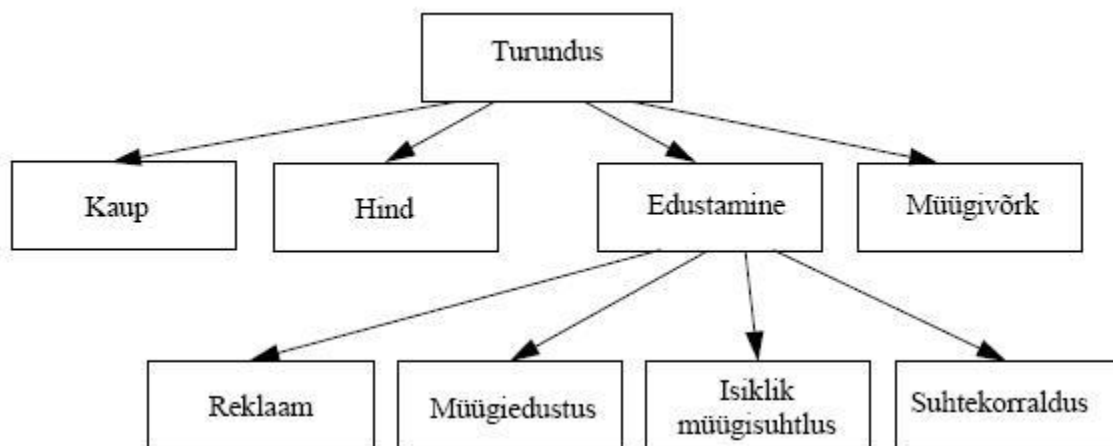 Turundus
Kaup
Hind
Edustamine
Müügivõrk
Reklaam
Müügiedustus
Isiklik
müügisuhtlus
Suhtekorraldus